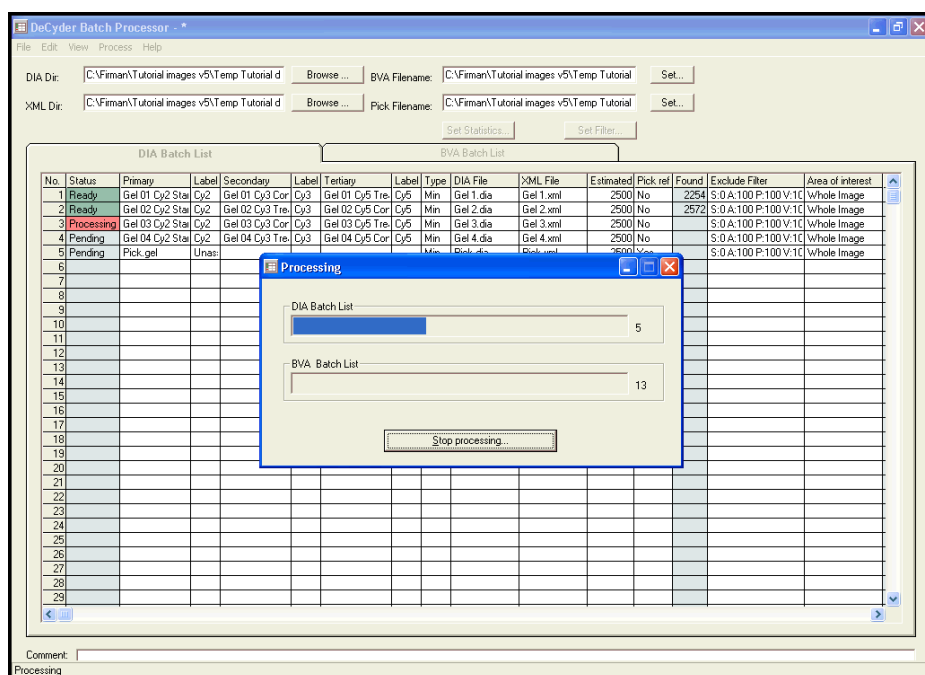 DeCyder Batch Processor - *
File Edit View Process Help
DIA Dir: C:\Firman\Tutorial images v5\Temp Tutorial d Browse ... BVA Filename: C:\Firman\Tutorial images v5\Temp Tutorial Set...
XML Dir: C:\Firman\Tutorial images v5\Temp Tutorial d Browse ... Pick Filename: C:\Firman\Tutorial images v5\Temp Tutorial Set...
Set Statistics... Set Filter...
DIA Batch List BVA Batch List
No. Status Primary Label Secondary Label Tertiary Label Type DIA File XML File Estimated Pick ref Found Exclude Filter Area of interest
1 Ready Gel 01 Cy2 Star Cy2 Gel 01 Cy3 Cor Cy3 Gel 01 Cy5 Tre. Cy5 Min Gel 1.dia Gel 1.xml 2500 No 2254 S:0 A:100 P:100 V:10 Whole Image
2 Ready Gel 02 Cy2 Star Cy2 Gel 02 Cy3 Tre. Cy3 Gel 02 Cy5 Cor Cy5 Min Gel 2.dia Gel 2.xml 2500 No 2572 S:0 A:100 P:100 V:10 Whole Image
3 Processing Gel 03 Cy2 Star Cy2 Gel 03 Cy3 Cor Cy3 Gel 03 Cy5 Tre. Cy5 Min Gel 3.dia Gel 3.xml 2500 No S:0 A:100 P:100 V:10 Whole Image
4 Pending Gel 04 Cy2 Star Cy2 Gel 04 Cy3 Tre. Cy3 Gel 04 Cy5 Cor Cy5 Min Gel 4.dia Gel 4.xml 2500 No S:0 A:100 P:100 V:10 Whole Image
5 Pending Pick.gel Unas: Min Pick.dia Pick.xml 2500 Yes S:0 A:100 P:100 V:10 Whole Image
6
7
8
9
10
11
12
13
14
15
16
17
18
19
20
21
22
23
24
25
26
27
28
29
Processing
DIA Batch List
5
BVA Batch List
13
Stop processing...
Comment:
Processing